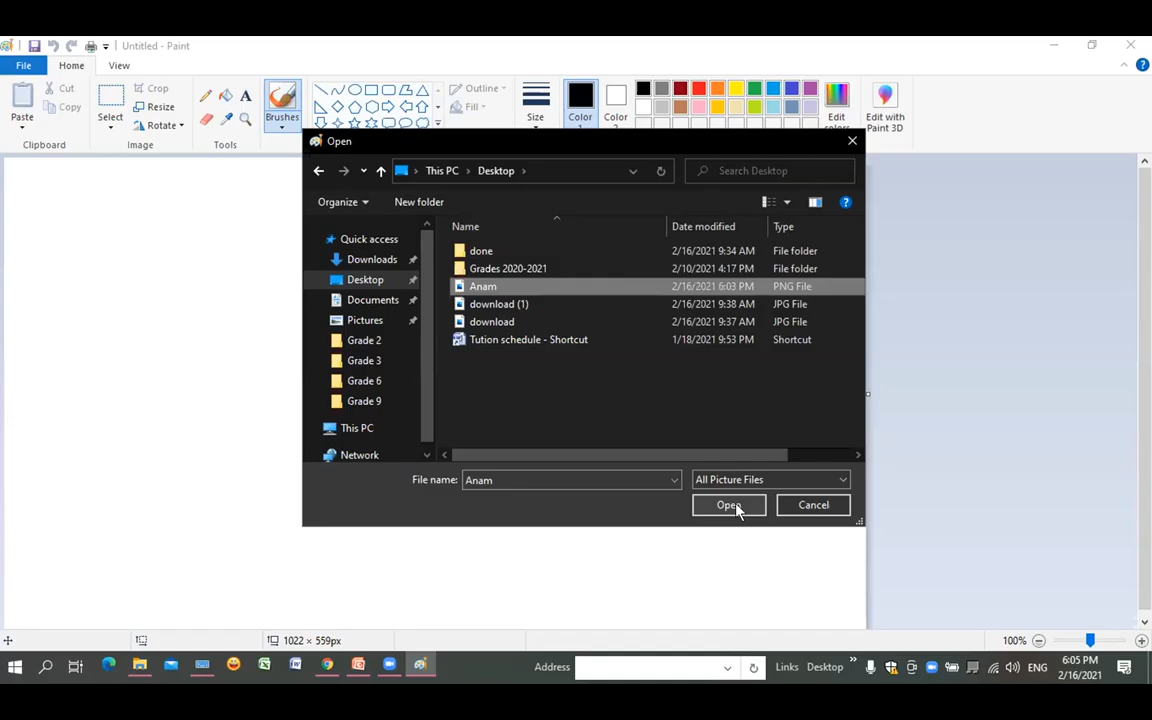 Untitled - Paint
File Home View
Paste Cut Copy Clipboard
Select Crop Resize Rotate Image
Tools
Brushes
Outline Fill
Size
Color 1
Color 2
Edit colors
Edit with Paint 3D
Open
This PC Desktop Search Desktop
Organize New folder
Name Date modified Type
Quick access
Downloads
Desktop
Documents
Pictures
Grade 2
Grade 3
Grade 6
Grade 9
This PC
Network
done 2/16/2021 9:34 AM File folder
Grades 2020-2021 2/10/2021 4:17 PM File folder
Anam 2/16/2021 6:03 PM PNG File
download (1) 2/16/2021 9:38 AM JPG File
download 2/16/2021 9:37 AM JPG File
Tution schedule - Shortcut 1/18/2021 9:53 PM Shortcut
File name: Anam All Picture Files
Open Cancel
1022 × 559px 100%
Address Links Desktop ENG 6:05 PM
2/16/2021